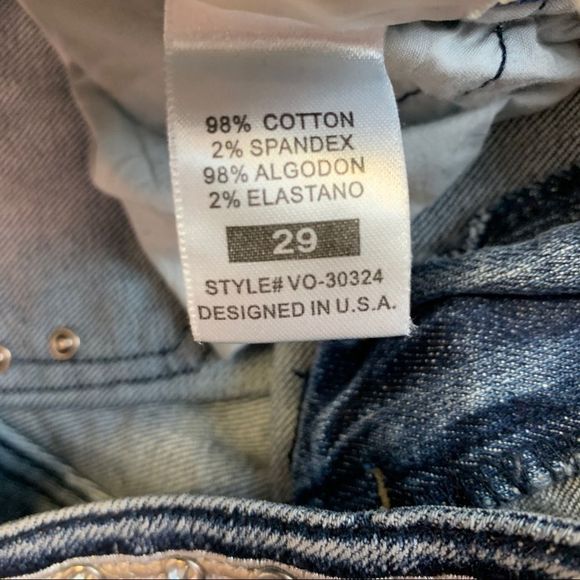 98% COTTON
2% SPANDEX
98% ALGODON
2% ELASTANO
29
STYLE# VO-30324
DESIGNED IN U.S.A.